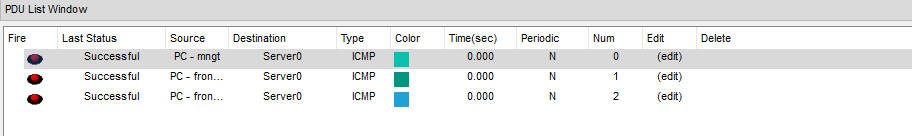 PDU List Window
Fire Last Status Source Destination Type Color Time(sec) Periodic Num Edit Delete
Successful PC - mngt Server0 ICMP 0.000 N 0 (edit)
Successful PC - fron... Server0 ICMP 0.000 N 1 (edit)
Successful PC - fron... Server0 ICMP 0.000 N 2 (edit)